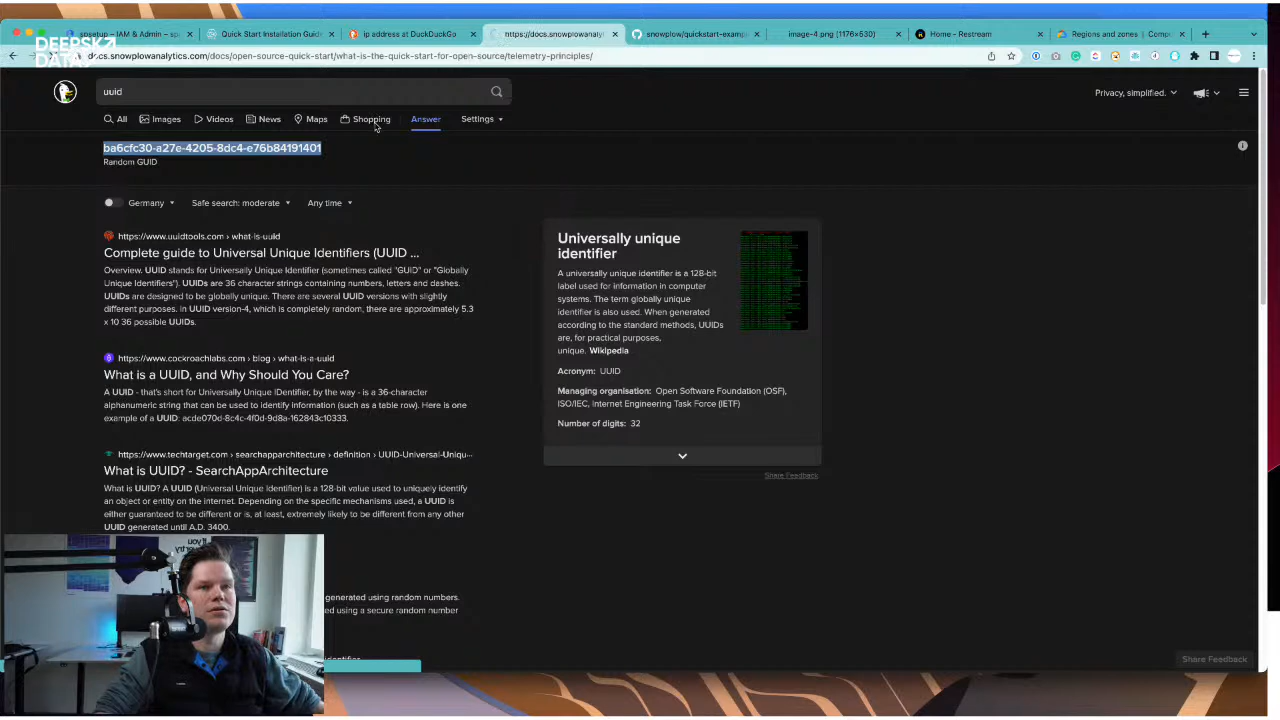 spsetup – IAM & Admin – sp
Quick Start Installation Guide
ip address at DuckDuckGo
https://docs.snowplowanalytics
snowplow/quickstart-exam
image-4.png (1176×530)
Home - Restream
Regions and zones | Comp
DEEPSKY DATA
docs.snowplowanalytics.com/docs/open-source-quick-start/what-is-the-quick-start-for-open-source/telemetry-principles/
uuid
Privacy, simplified.
All Images Videos News Maps Shopping Answer Settings
ba6cfc30-a27e-4205-8dc4-e76b84191401
Random GUID
Germany Safe search: moderate Any time
https://www.uuidtools.com › what-is-uuid
Complete guide to Universal Unique Identifiers (UUID ...
Overview. UUID stands for Universally Unique Identifier (sometimes called "GUID" or "Globally
Unique Identifiers"). UUIDs are 36 character strings containing numbers, letters and dashes.
UUIDs are designed to be globally unique. There are several UUID versions with slightly
different purposes. In UUID version-4, which is completely random, there are approximately 5.3
x 10 36 possible UUIDs.
https://www.cockroachlabs.com › blog › what-is-a-uuid
What is a UUID, and Why Should You Care?
A UUID - that's short for Universally Unique IDentifier, by the way - is a 36-character
alphanumeric string that can be used to identify information (such as a table row). Here is one
example of a UUID: acde070d-8c4c-4f0d-9d8a-162843c10333.
https://www.techtarget.com › searchapparchitecture › definition › UUID-Universal-Uniqu...
What is UUID? - SearchAppArchitecture
What is UUID? A UUID (Universal Unique Identifier) is a 128-bit value used to uniquely identify
an object or entity on the internet. Depending on the specific mechanisms used, a UUID is
either guaranteed to be different or is, at least, extremely likely to be different from any other
UUID generated until A.D. 3400.
generated using random numbers.
ed using a secure random number
Universally unique
identifier
A universally unique identifier is a 128-bit
label used for information in computer
systems. The term globally unique
identifier is also used. When generated
according to the standard methods, UUIDs
are, for practical purposes,
unique. Wikipedia
Acronym: UUID
Managing organisation: Open Software Foundation (OSF),
ISO/IEC, Internet Engineering Task Force (IETF)
Number of digits: 32
Share Feedback
Share Feedback